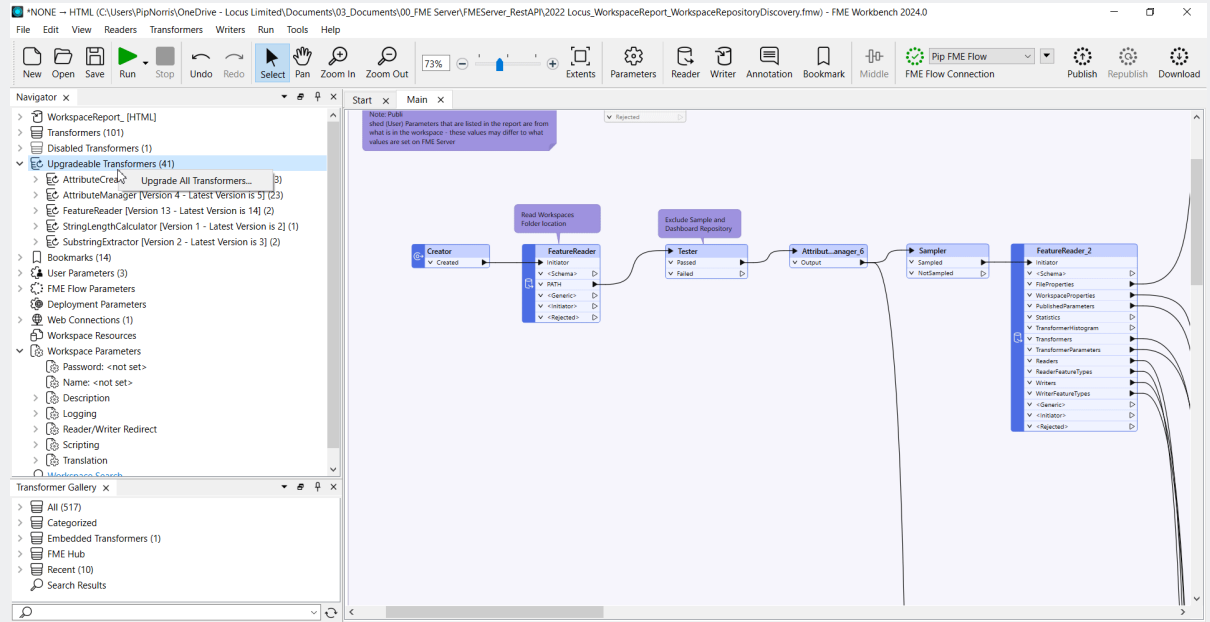 *NONE → HTML (C:\Users\PipNorris\OneDrive - Locus Limited\Documents\03_Documents\00_FME Server\FMEServer_RestAPI\2022 Locus_WorkspaceReport_WorkspaceRepositoryDiscovery.fmw) - FME Workbench 2024.0
File Edit View Readers Transformers Writers Run Tools Help
New Open Save Run Stop Undo Redo Select Pan Zoom In Zoom Out 73% Extents Parameters Reader Writer Annotation Bookmark Middle Pip FME Flow Publish Republish Download
FME Flow Connection
Navigator
WorkspaceReport_ [HTML]
Transformers (101)
Disabled Transformers (1)
Upgradeable Transformers (41)
AttributeCrea
3)
Upgrade All Transformers...
AttributeManager [Version 4 - Latest Version is 5] (23)
FeatureReader [Version 13 - Latest Version is 14] (2)
StringLengthCalculator [Version 1 - Latest Version is 2] (1)
SubstringExtractor [Version 2 - Latest Version is 3] (2)
Bookmarks (14)
User Parameters (3)
FME Flow Parameters
Deployment Parameters
Web Connections (1)
Workspace Resources
Workspace Parameters
Password: <not set>
Name: <not set>
Description
Logging
Reader/Writer Redirect
Scripting
Translation
Workspace Search
Transformer Gallery
All (517)
Categorized
Embedded Transformers (1)
FME Hub
Recent (10)
Search Results
Start Main
Note: Publi
shed (User) Parameters that are listed in the report are from
what is in the workspace - these values may differ to what
values are set on FME Server
Rejected
Read Workspaces
Folder location
Exclude Sample and
Dashboard Repository
Creator
Created
FeatureReader
Initiator
<Schema>
PATH
<Generic>
<Initiator>
<Rejected>
Tester
Passed
Failed
Attribut...anager_6
Output
Sampler
Sampled
NotSampled
FeatureReader_2
Initiator
<Schema>
FileProperties
WorkspaceProperties
PublishedParameters
Statistics
TransformerHistogram
Transformers
TransformerParameters
Readers
ReaderFeatureTypes
Writers
WriterFeatureTypes
<Generic>
<Initiator>
<Rejected>